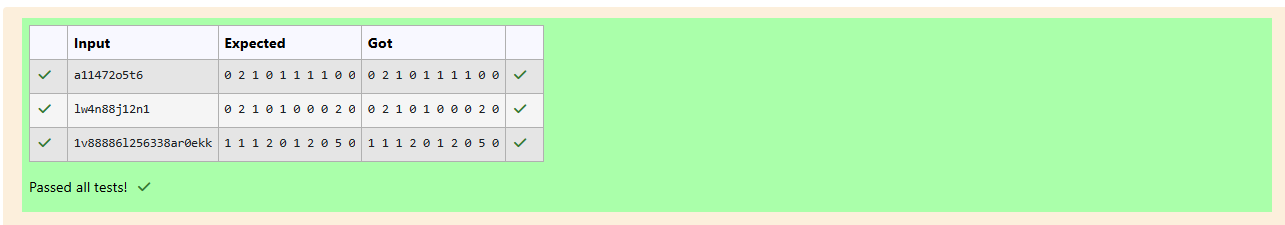 Input Expected Got
a11472o5t6 0 2 1 0 1 1 1 1 0 0 0 2 1 0 1 1 1 1 0 0
lw4n88j12n1 0 2 1 0 1 0 0 0 2 0 0 2 1 0 1 0 0 0 2 0
1v88886l256338ar0ekk 1 1 1 2 0 1 2 0 5 0 1 1 1 2 0 1 2 0 5 0
Passed all tests!